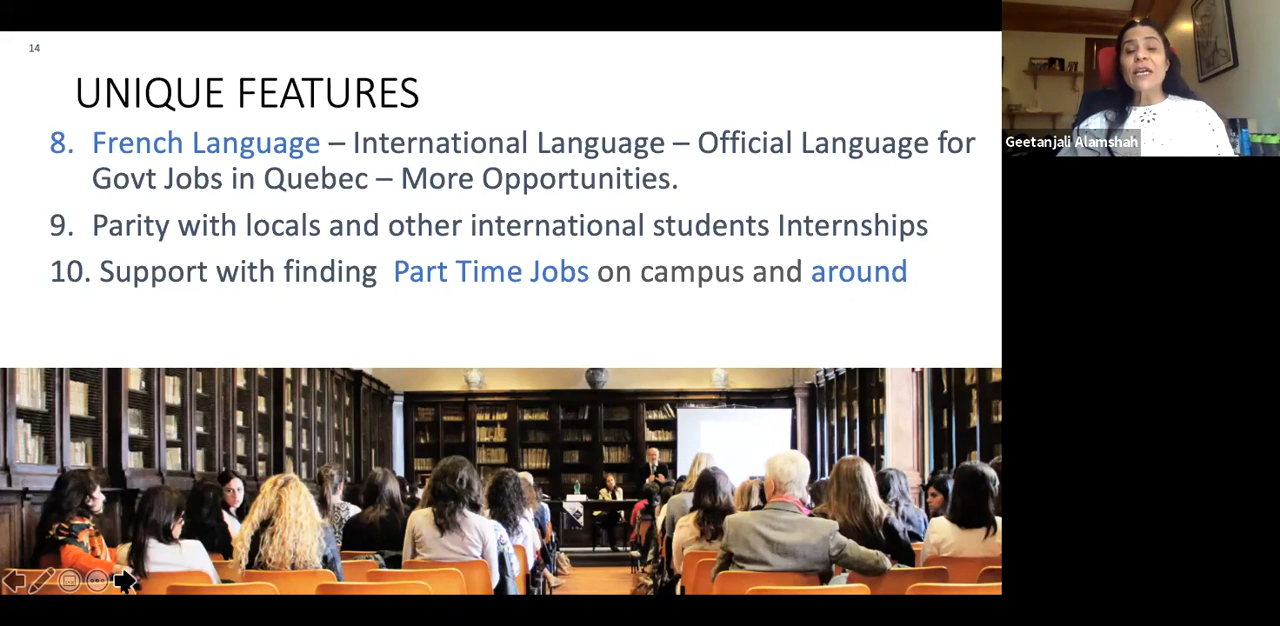 14
UNIQUE FEATURES
8. French Language – International Language – Official Language for
Govt Jobs in Quebec – More Opportunities.
9. Parity with locals and other international students Internships
10. Support with finding  Part Time Jobs on campus and around
Geetanjali Alamshah